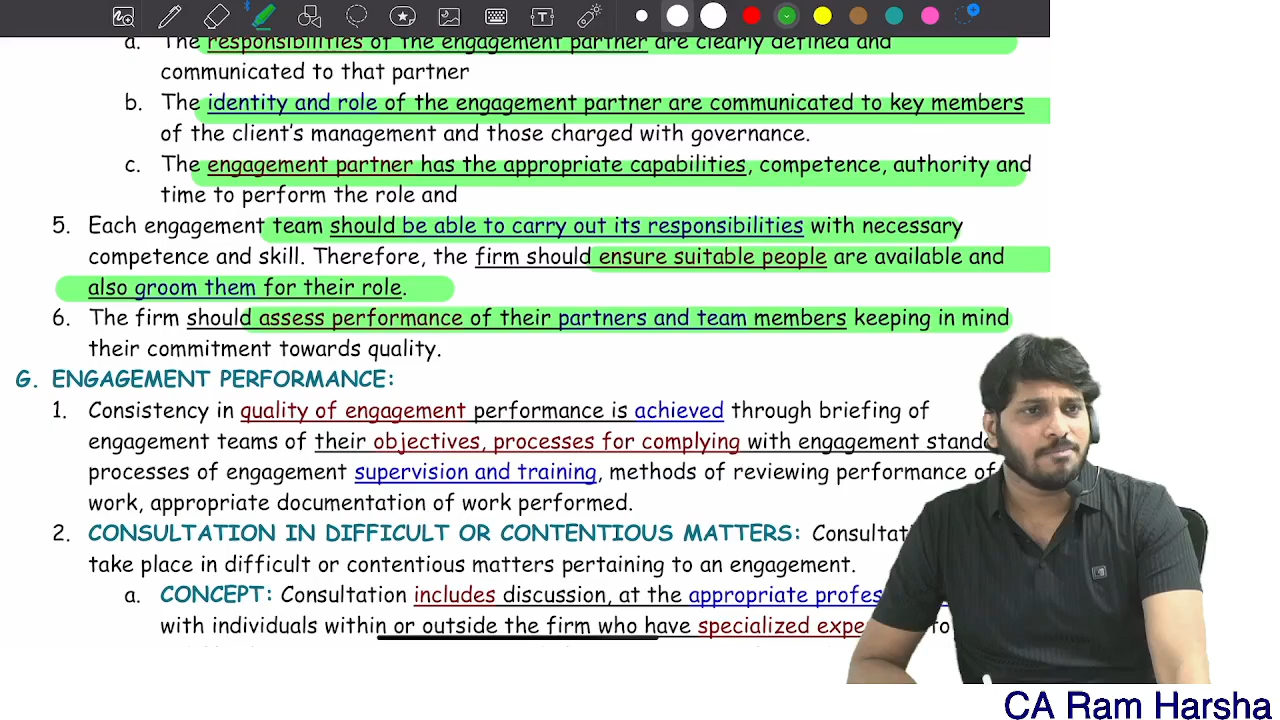 a. The responsibilities of the engagement partner are clearly defined and
communicated to that partner
b. The identity and role of the engagement partner are communicated to key members
of the client's management and those charged with governance.
c. The engagement partner has the appropriate capabilities, competence, authority and
time to perform the role and
5. Each engagement team should be able to carry out its responsibilities with necessary
competence and skill. Therefore, the firm should ensure suitable people are available and
also groom them for their role.
6. The firm should assess performance of their partners and team members keeping in mind
their commitment towards quality.
G. ENGAGEMENT PERFORMANCE:
1. Consistency in quality of engagement performance is achieved through briefing of
engagement teams of their objectives, processes for complying with engagement
processes of engagement supervision and training, methods of reviewing performance of
work, appropriate documentation of work performed.
2. CONSULTATION IN DIFFICULT OR CONTENTIOUS MATTERS:
take place in difficult or contentious matters pertaining to an engagement.
a. CONCEPT: Consultation includes discussion, at the appropriate
with individuals within or outside the firm who have specialized
CA Ram Harsha